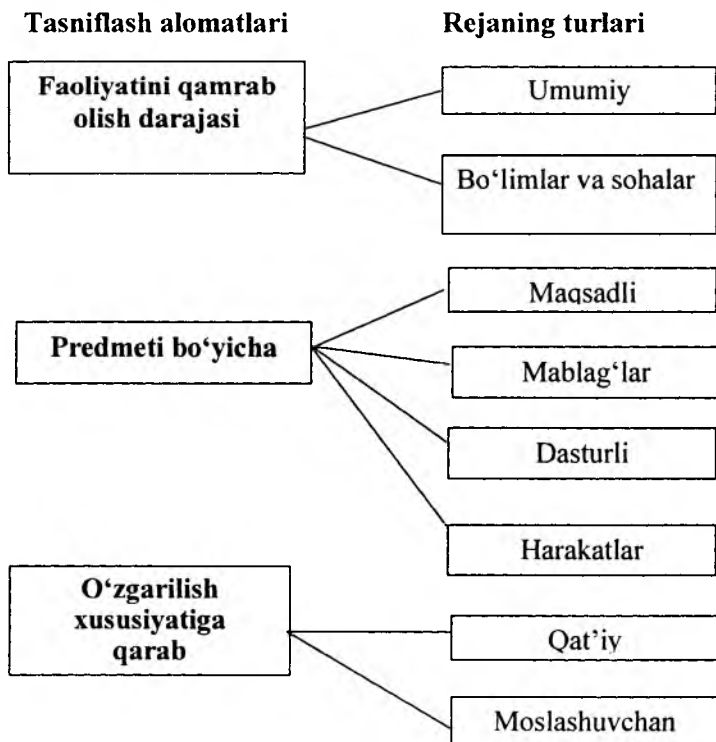 Tasniflash alomatlari
Rejaning turlari
Faoliyatini qamrab
olish darajasi
Umumiy
Bo‘limlar va sohalar
Predmeti bo‘yicha
Maqsadli
Mablag‘lar
Dasturli
Harakatlar
O‘zgarilish
xususiyatiga
qarab
Qat’iy
Moslashuvchan